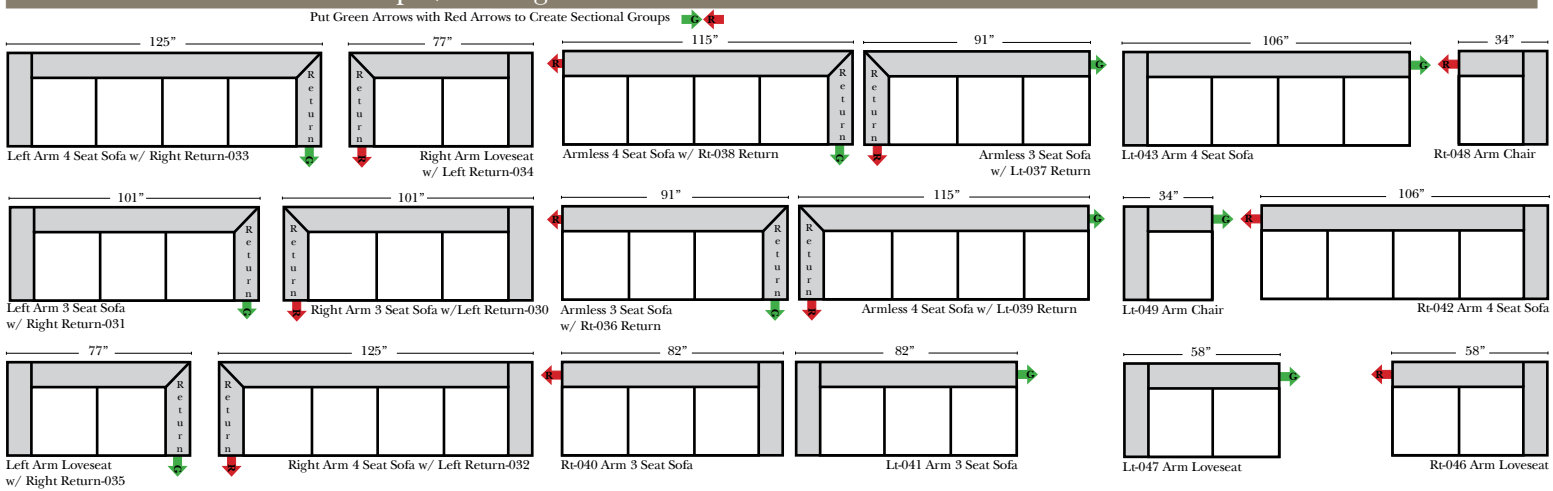 Put Green Arrows with Red Arrows to Create Sectional Groups G R
125” 77” 115” 91” 106” 34”
Return Return R Return Return G G R
R
G R G R
Left Arm 4 Seat Sofa w/ Right Return-033
Right Arm Loveseat
w/ Left Return-034
Armless 4 Seat Sofa w/ Rt-038 Return
Armless 3 Seat Sofa
w/ Lt-037 Return
Lt-043 Arm 4 Seat Sofa
Rt-048 Arm Chair
101” 101” 91” 115” 34” 106”
Return Return R Return Return G G R
G R G R
Left Arm 3 Seat Sofa
w/ Right Return-031
Right Arm 3 Seat Sofa w/Left Return-030
Armless 3 Seat Sofa
w/ Rt-036 Return
Armless 4 Seat Sofa w/ Lt-039 Return
Lt-049 Arm Chair
Rt-042 Arm 4 Seat Sofa
77” 125” 82” 82” 58” 58”
Return Return R G G R
G R
Left Arm Loveseat
w/ Right Return-035
Right Arm 4 Seat Sofa w/ Left Return-032
Rt-040 Arm 3 Seat Sofa
Lt-041 Arm 3 Seat Sofa
Lt-047 Arm Loveseat
Rt-046 Arm Loveseat